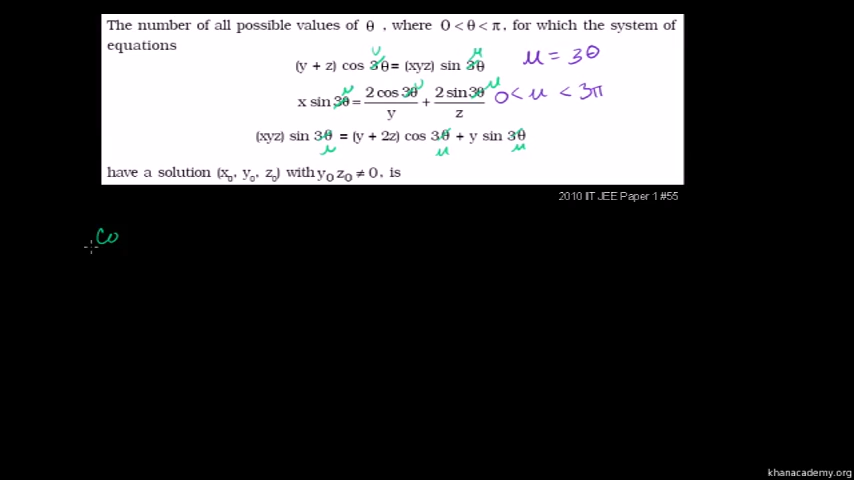 The number of all possible values of θ , where 0 < θ < π, for which the system of
equations
(y + z) cos 3θ = (xyz) sin 3θ
μ = 3θ
x sin 3θ = 2 cos 3θ / y + 2 sin 3θ / z
0 < μ < 3π
(xyz) sin 3θ = (y + 2z) cos 3θ + y sin 3θ
μ μ μ
have a solution (x₀, y₀, z₀) with y₀ z₀ ≠ 0, is
2010 IIT JEE Paper 1 #55
Co
khanacademy.org